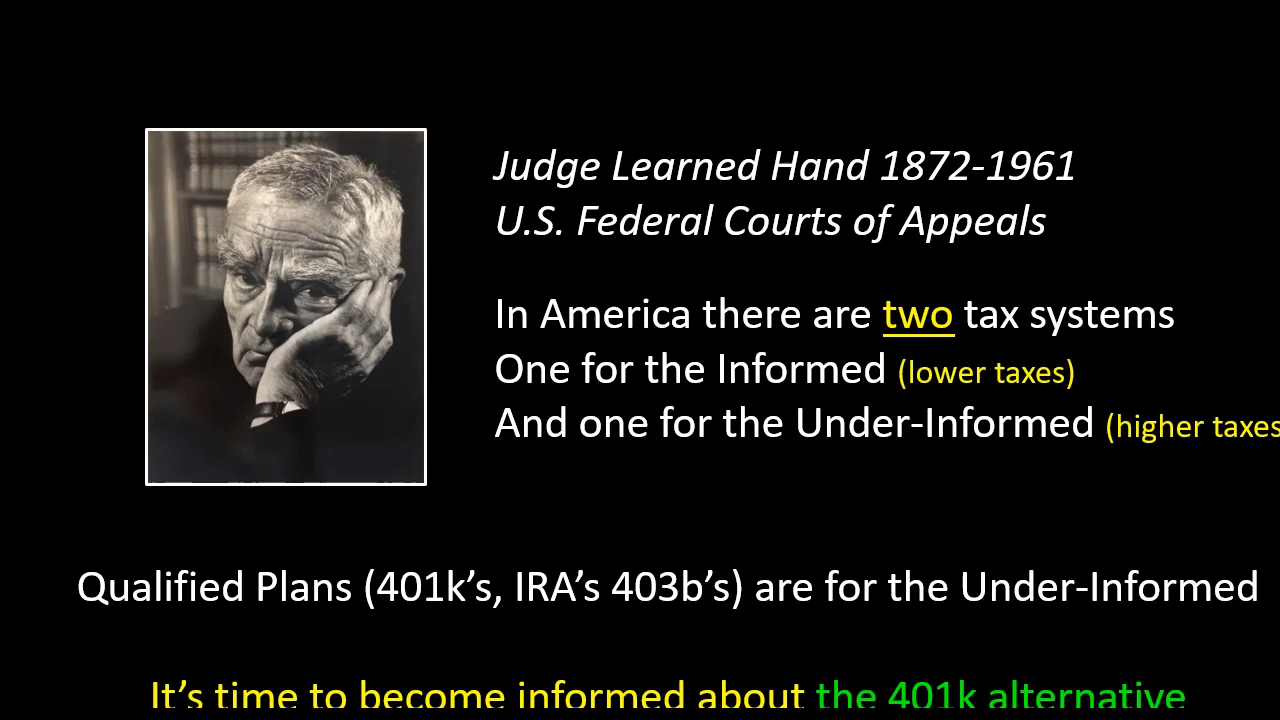 Judge Learned Hand 1872-1961
U.S. Federal Courts of Appeals
In America there are two tax systems
One for the Informed (lower taxes)
And one for the Under-Informed (higher taxes
Qualified Plans (401k’s, IRA’s 403b’s) are for the Under-Informed
It’s time to become informed about the 401k alternative